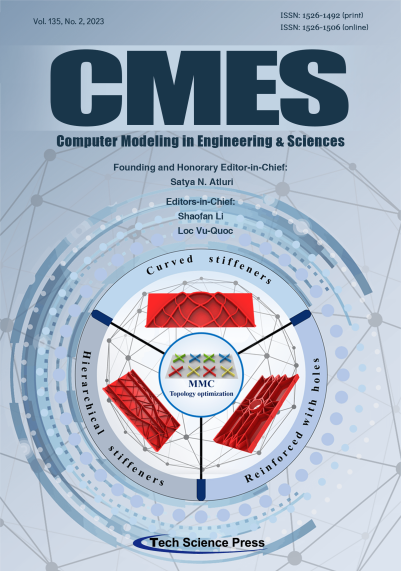 Vol. 135, No. 2, 2023
ISSN: 1526-1492 (print)
ISSN: 1526-1506 (online)
CMES
Computer Modeling in Engineering & Sciences
Founding and Honorary Editor-in-Chief:
Satya N. Atluri
Editors-in-Chief:
Shaofan Li
Loc Vu-Quoc
Curved stiffeners
MMC
Topology optimization
Hierarchical stiffeners
Reinforced with holes
Tech Science Press